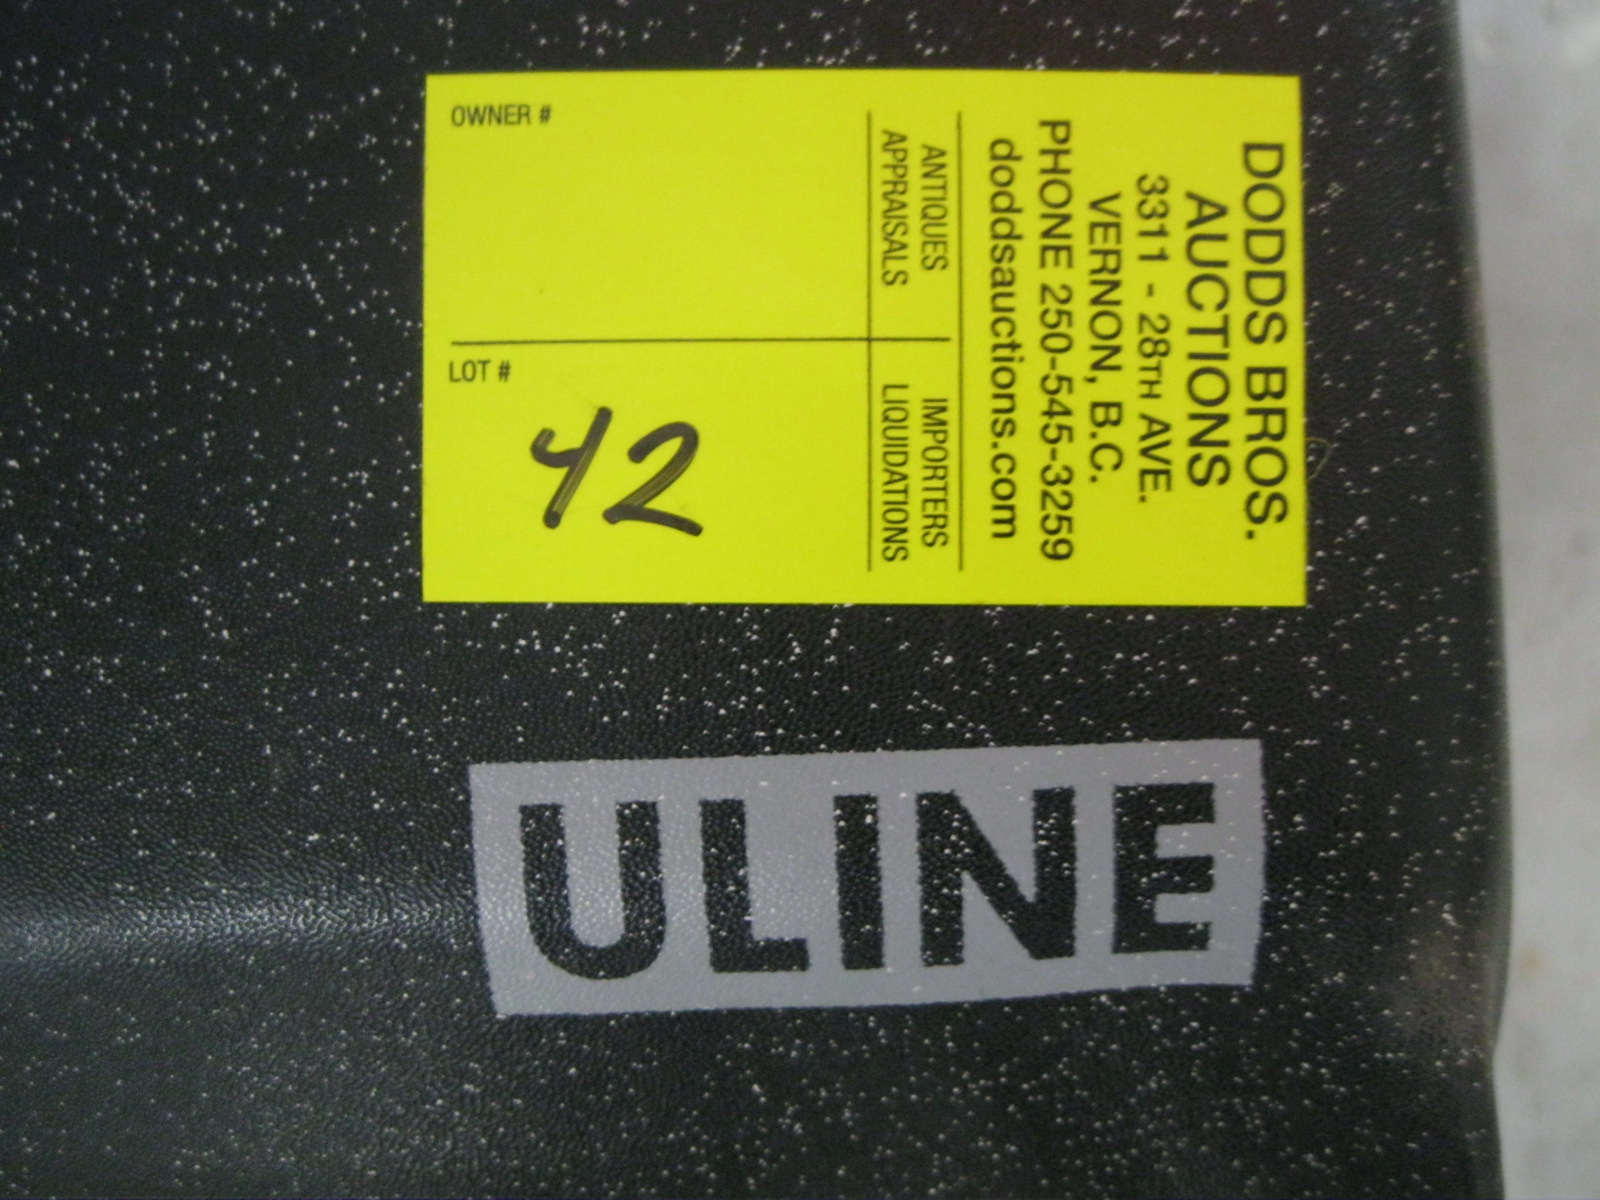 DODDS BROS.
AUCTIONS
3311 - 28TH AVE.
VERNON, B.C.
PHONE 250-545-3259
doddsauctions.com
ANTIQUES
APPRAISALS
IMPORTERS
LIQUIDATIONS
OWNER #
LOT #
42
ULINE